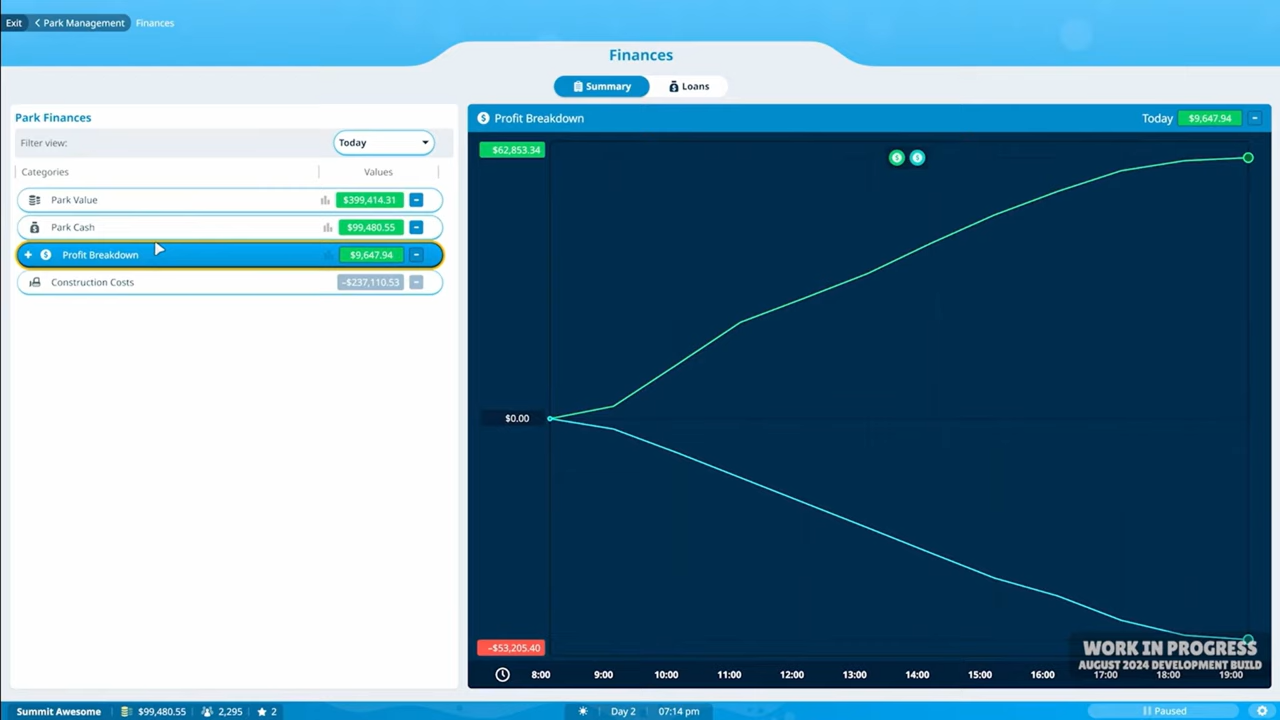 Exit
Park Management
Finances
Finances
Summary
Loans
Park Finances
Filter view:
Today
Categories
Values
Park Value
$399,414.31
Park Cash
$99,480.55
Profit Breakdown
$9,647.94
Construction Costs
-$237,110.53
Profit Breakdown
Today
$9,647.94
$62,853.34
$0.00
-$53,205.40
8:00 9:00 10:00 11:00 12:00 13:00 14:00 15:00 16:00 17:00 18:00 19:00
WORK IN PROGRESS
AUGUST 2024 DEVELOPMENT BUILD
Summit Awesome
$99,480.55
2,295
2
Day 2
07:14 pm
Paused